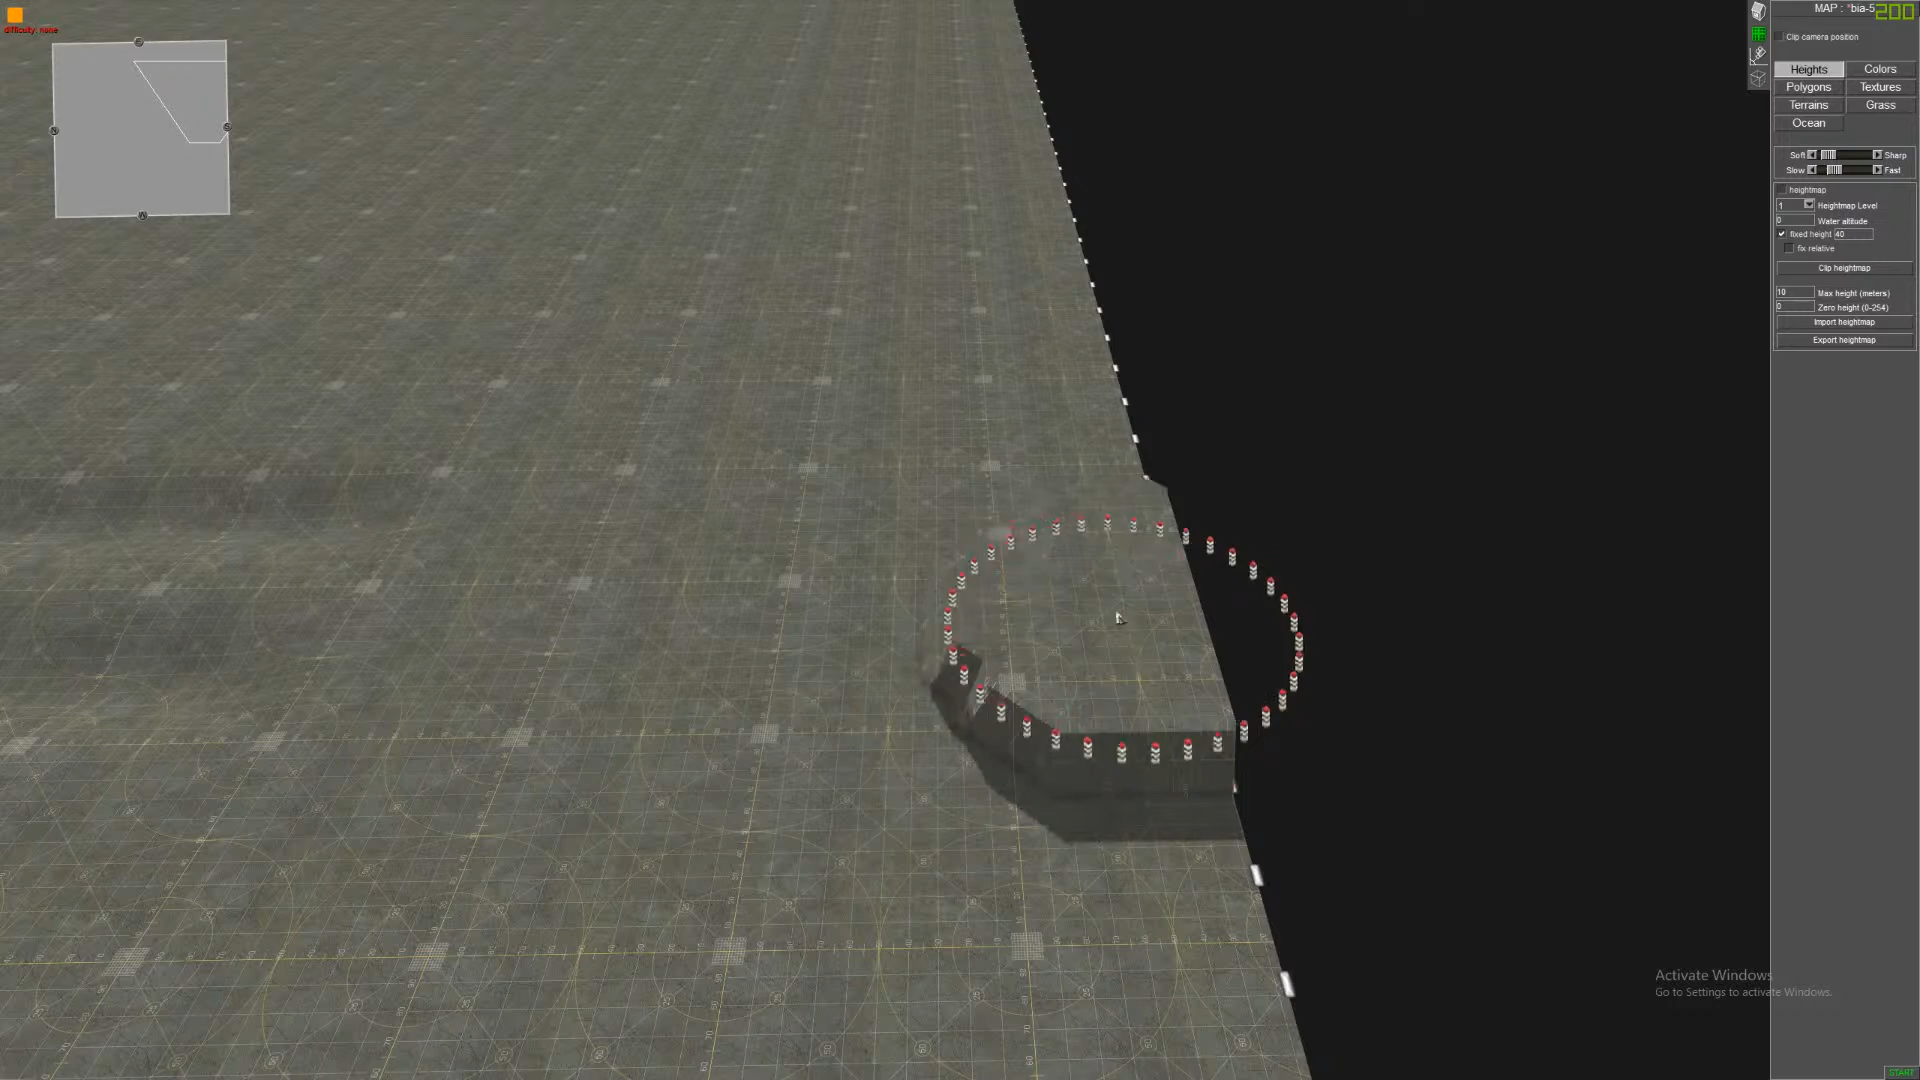 difficulty: none
MAP : *bia-5
200
Clip camera position
Heights
Colors
Polygons
Textures
Terrains
Grass
Ocean
Soft
Sharp
Slow
Fast
heightmap
1
Heightmap Level
0
Water altitude
fixed height 40
fix relative
Clip heightmap
10
Max height (meters)
0
Zero height (0-254)
Import heightmap
Export heightmap
Activate Windows
Go to Settings to activate Windows.
START